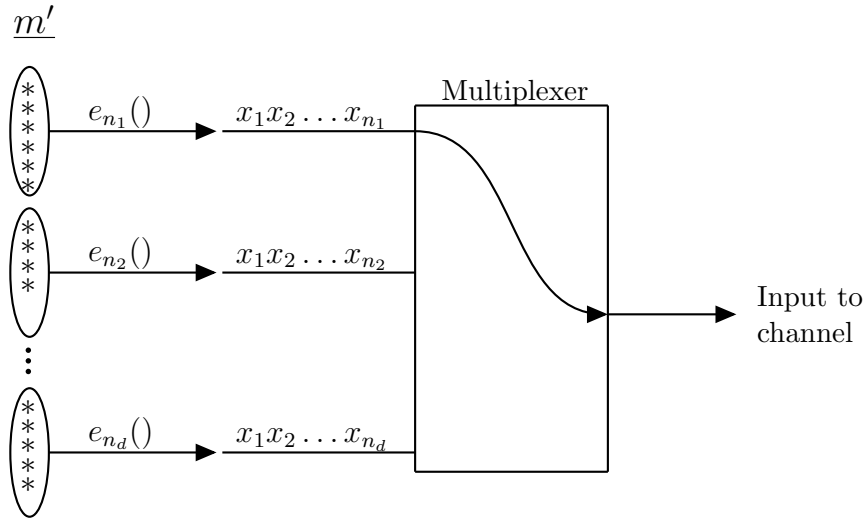 m′
Multiplexer
* * * * * *
e_{n_1}()
x_1x_2 … x_{n_1}
* * * *
e_{n_2}()
x_1x_2 … x_{n_2}
Input to
channel
⋮
* * * * *
e_{n_d}()
x_1x_2 … x_{n_d}